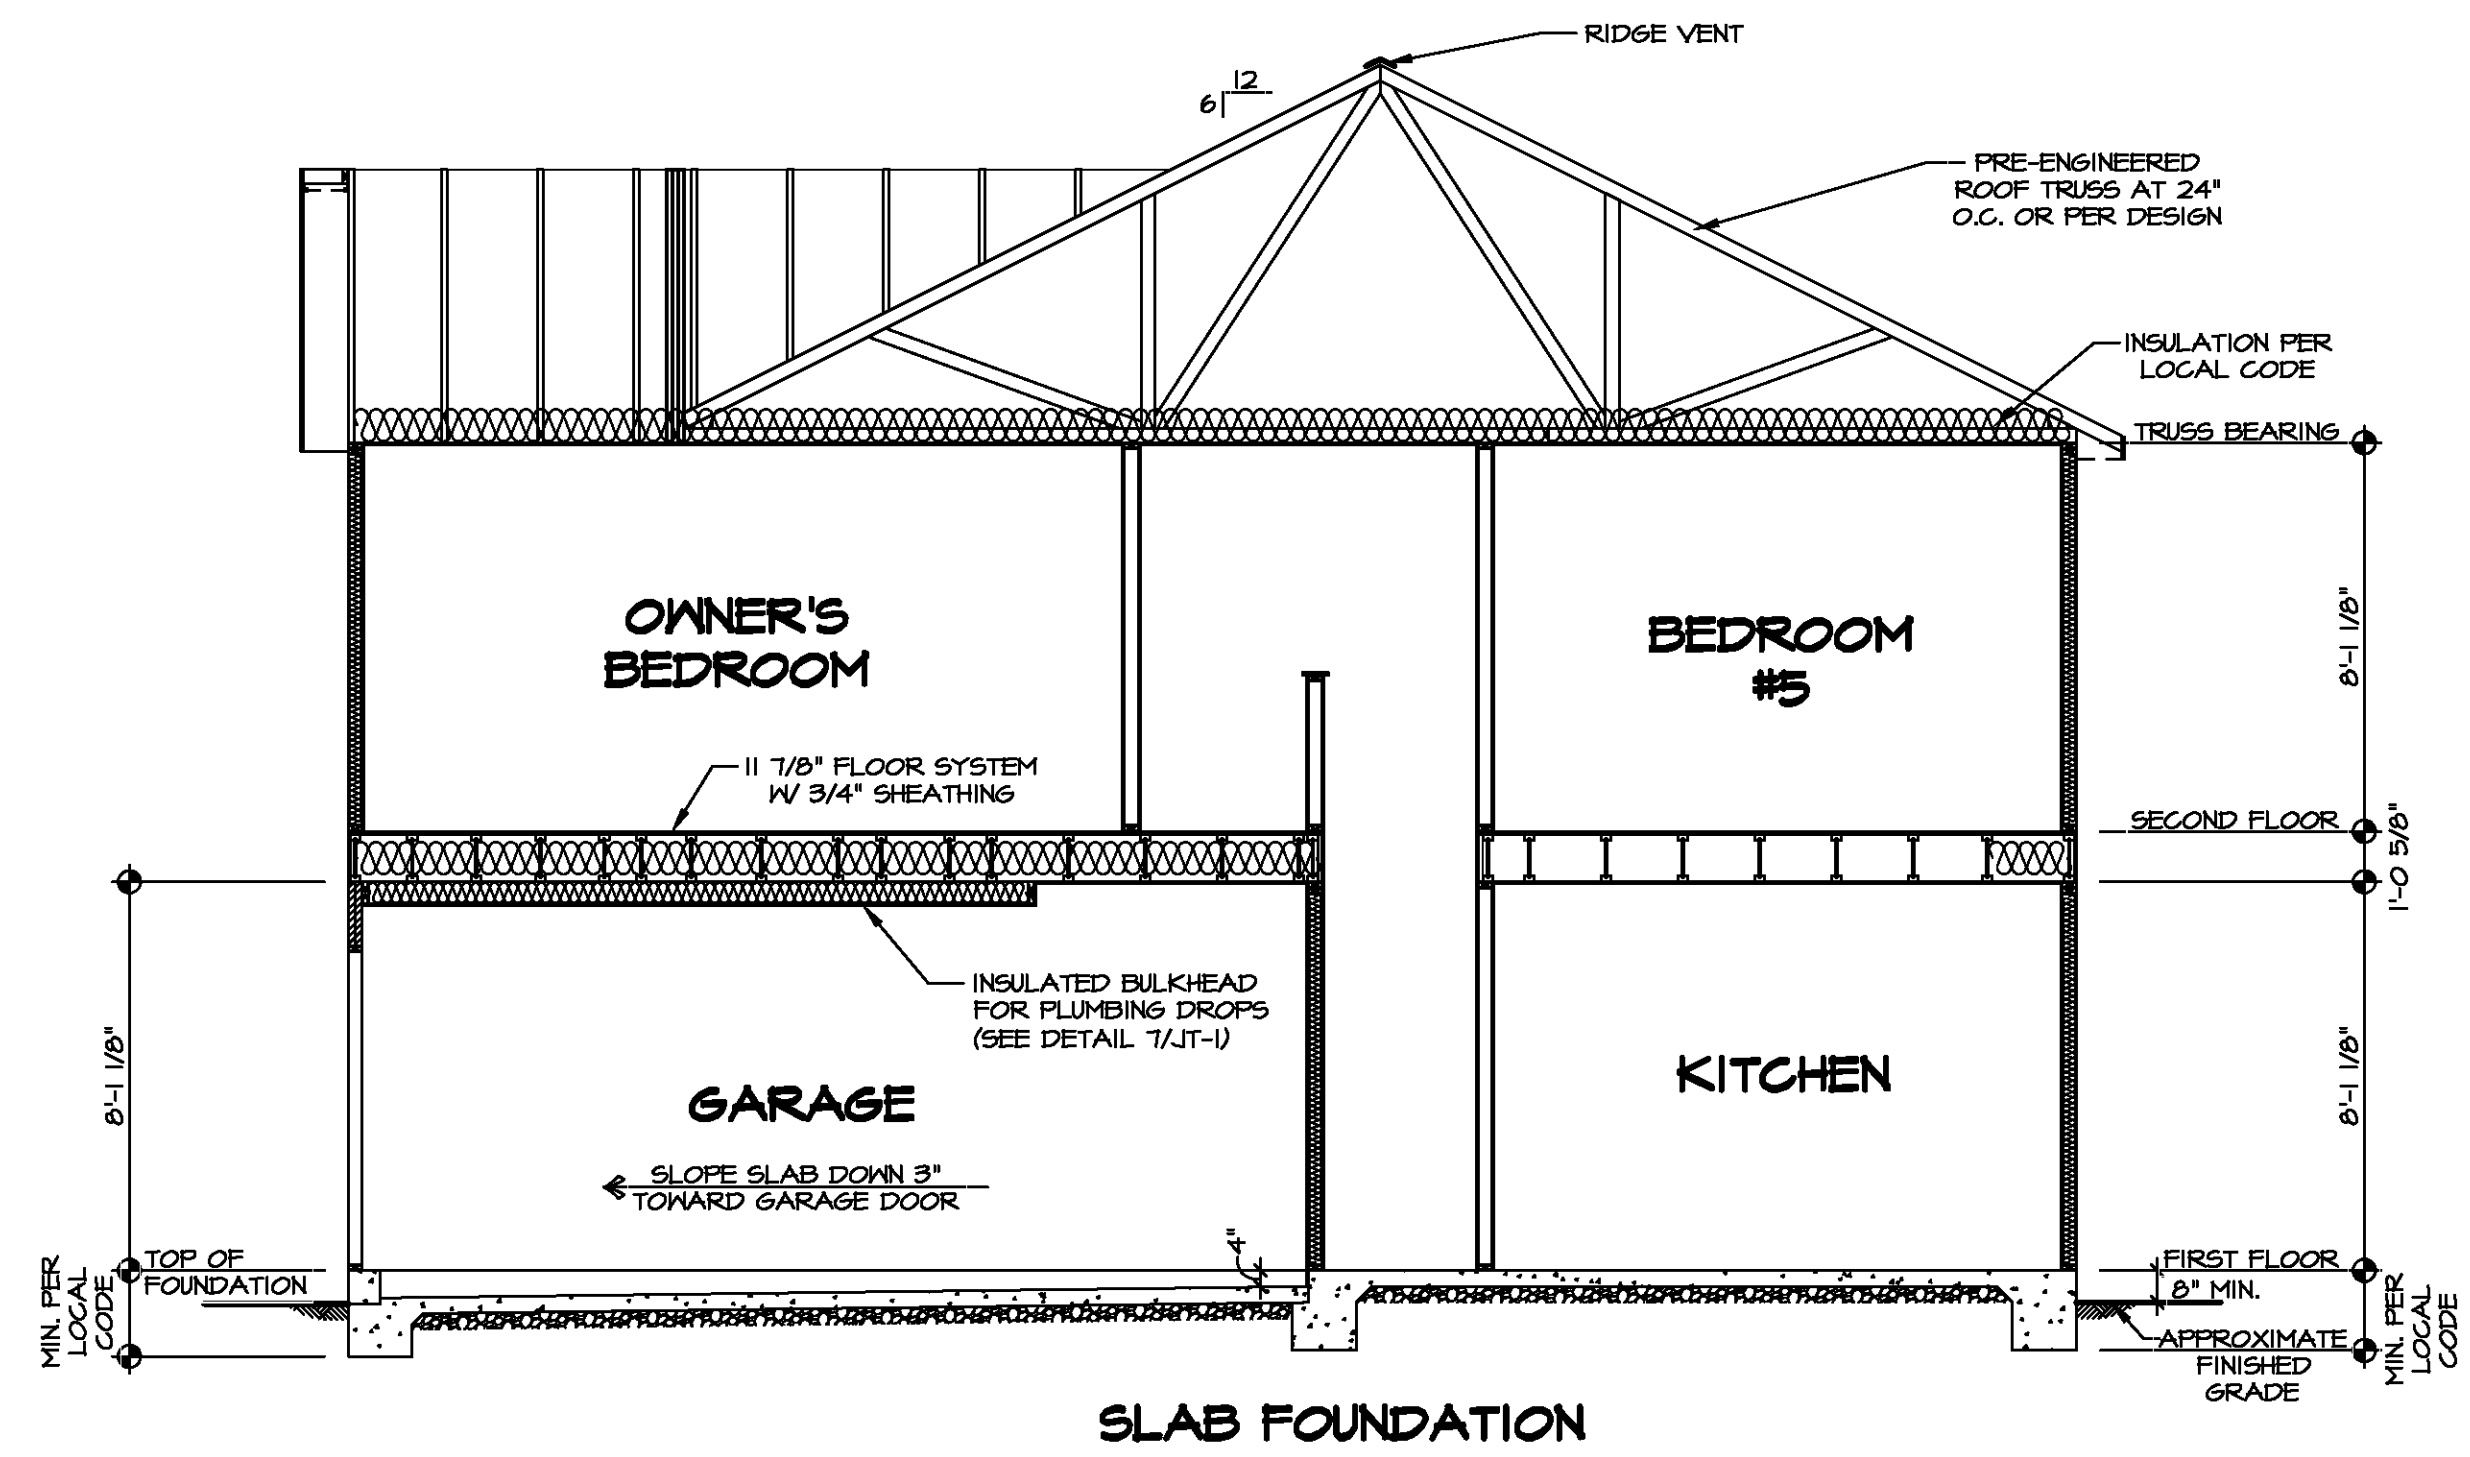 RIDGE VENT
12
6
PRE-ENGINEERED
ROOF TRUSS AT 24"
O.C. OR PER DESIGN
INSULATION PER
LOCAL CODE
TRUSS BEARING
OWNER'S
BEDROOM
BEDROOM
#5
8'-1 1/8"
11 7/8" FLOOR SYSTEM
W/ 3/4" SHEATHING
SECOND FLOOR
1'-0 5/8"
INSULATED BULKHEAD
FOR PLUMBING DROPS
(SEE DETAIL 7/JT-1)
8'-1 1/8"
GARAGE
KITCHEN
8'-1 1/8"
SLOPE SLAB DOWN 3"
TOWARD GARAGE DOOR
4"
TOP OF
FOUNDATION
MIN. PER
LOCAL
CODE
FIRST FLOOR
8" MIN.
APPROXIMATE
FINISHED
GRADE
MIN. PER
LOCAL
CODE
SLAB FOUNDATION